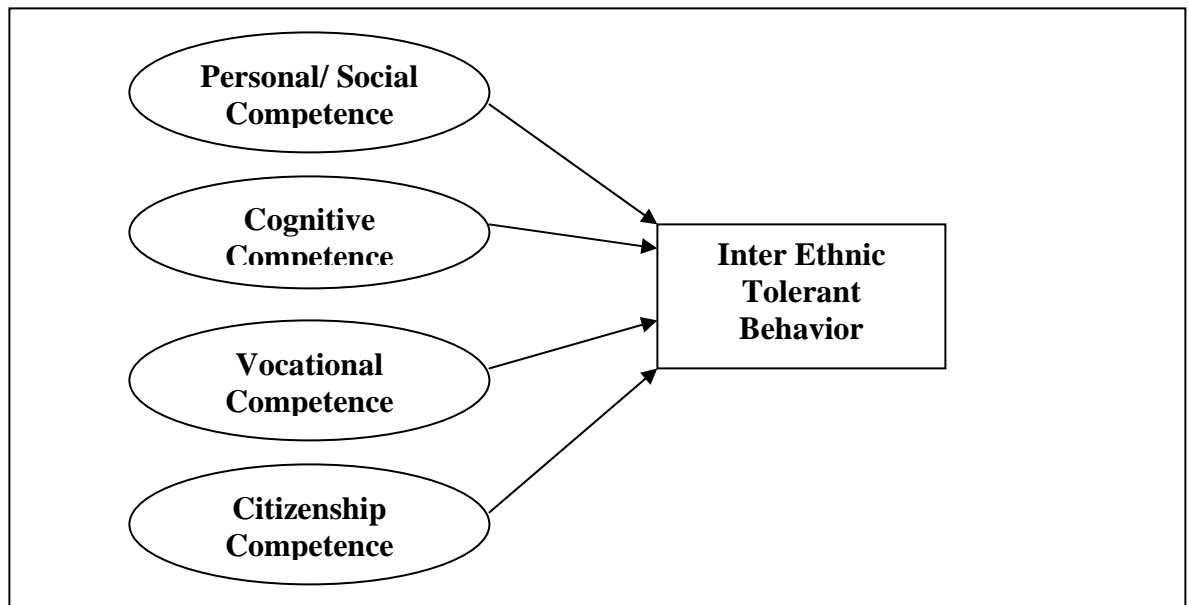 Personal/ Social
Competence
Cognitive
Competence
Inter Ethnic
Tolerant
Behavior
Vocational
Competence
Citizenship
Competence